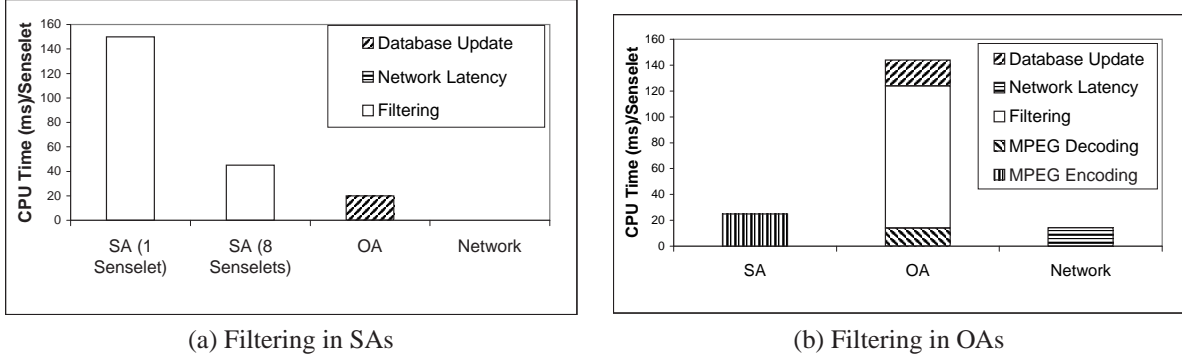 CPU Time (ms)/Senselet
160
140
120
100
80
60
40
20
0
Database Update
Network Latency
Filtering
SA (1
Senselet)
SA (8
Senselets)
OA
Network
(a) Filtering in SAs
CPU Time (ms)/Senselet
160
140
120
100
80
60
40
20
0
Database Update
Network Latency
Filtering
MPEG Decoding
MPEG Encoding
SA
OA
Network
(b) Filtering in OAs